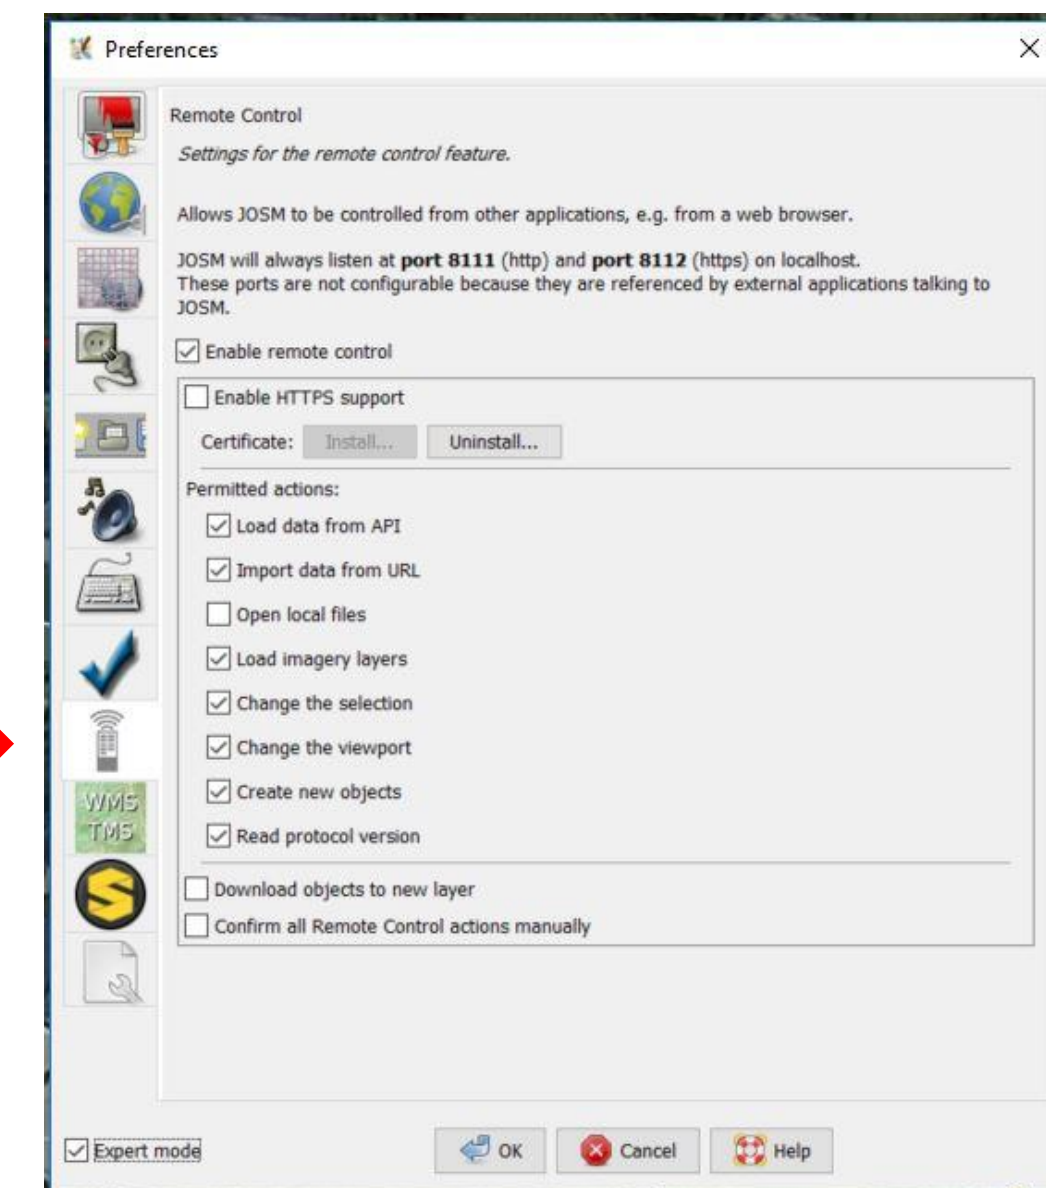 Preferences
Remote Control
Settings for the remote control feature.
Allows JOSM to be controlled from other applications, e.g. from a web browser.
JOSM will always listen at port 8111 (http) and port 8112 (https) on localhost.
These ports are not configurable because they are referenced by external applications talking to
JOSM.
Enable remote control
Enable HTTPS support
Certificate: Install... Uninstall...
Permitted actions:
Load data from API
Import data from URL
Open local files
Load imagery layers
Change the selection
Change the viewport
Create new objects
WMS
TMS
Read protocol version
S
Download objects to new layer
Confirm all Remote Control actions manually
Expert mode OK Cancel Help